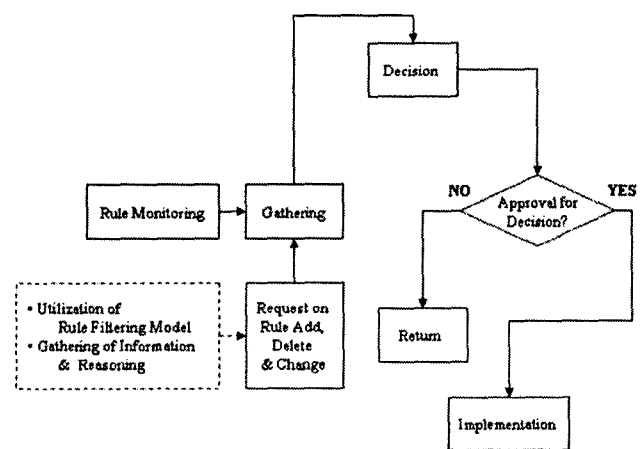 Decision
NO
YES
Approval for
Decision?
Rule Monitoring
Gathering
• Utilization of
Rule Filtering Model
• Gathering of Information
& Reasoning
Request on
Rule Add,
Delete
& Change
Return
Implementation